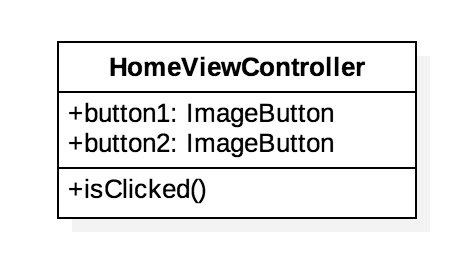 HomeViewController
+button1: ImageButton
+button2: ImageButton
+isClicked()